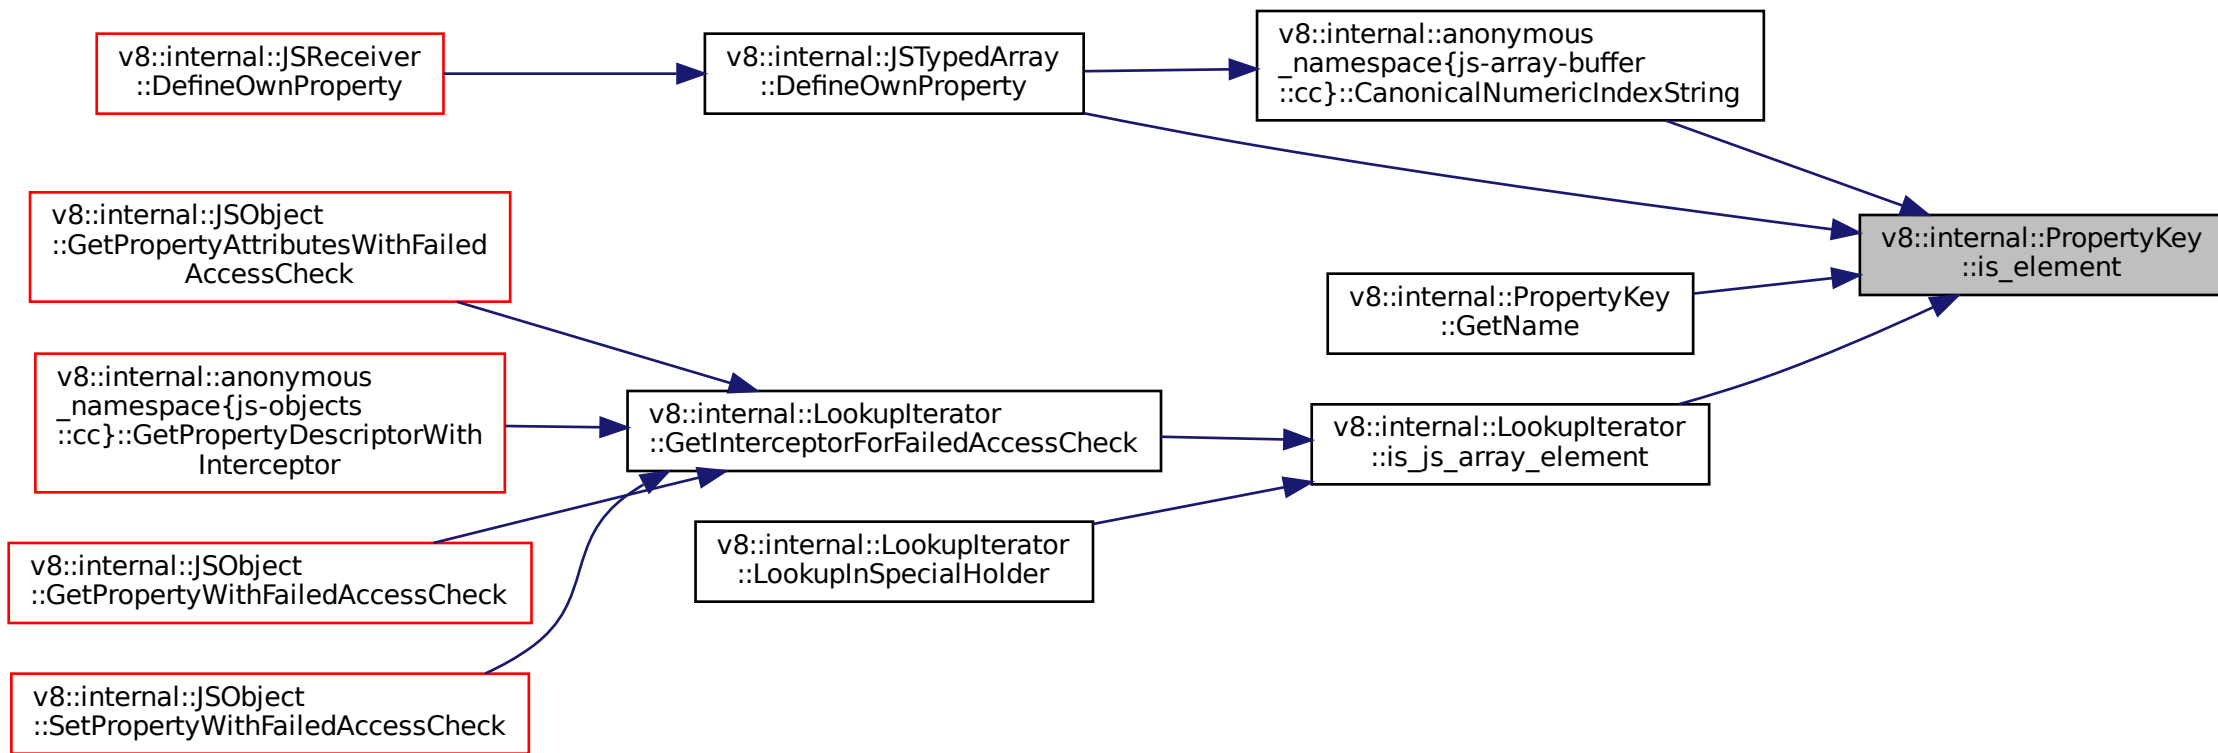 v8::internal::JSReceiver
::DefineOwnProperty
v8::internal::JSTypedArray
::DefineOwnProperty
v8::internal::anonymous
_namespace{js-array-buffer
::cc}::CanonicalNumericIndexString
v8::internal::PropertyKey
::is_element
v8::internal::JSObject
::GetPropertyAttributesWithFailed
AccessCheck
v8::internal::PropertyKey
::GetName
v8::internal::anonymous
_namespace{js-objects
::cc}::GetPropertyDescriptorWith
Interceptor
v8::internal::LookupIterator
::GetInterceptorForFailedAccessCheck
v8::internal::LookupIterator
::is_js_array_element
v8::internal::JSObject
::GetPropertyWithFailedAccessCheck
v8::internal::LookupIterator
::LookupInSpecialHolder
v8::internal::JSObject
::SetPropertyWithFailedAccessCheck